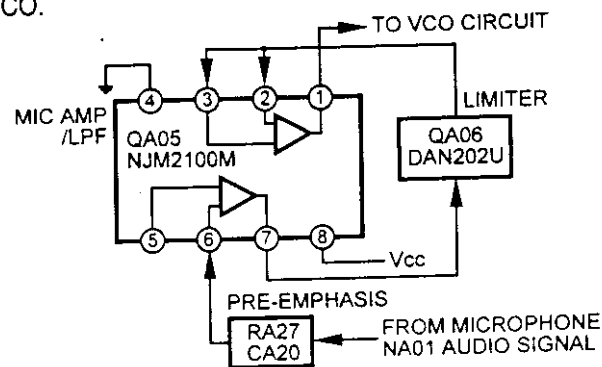 CO.
TO VCO CIRCUIT
4
3
2
1
MIC AMP
/LPF
QA05
NJM2100M
LIMITER
QA06
DAN202U
5
6
7
8
Vcc
PRE-EMPHASIS
RA27
CA20
FROM MICROPHONE
NA01 AUDIO SIGNAL